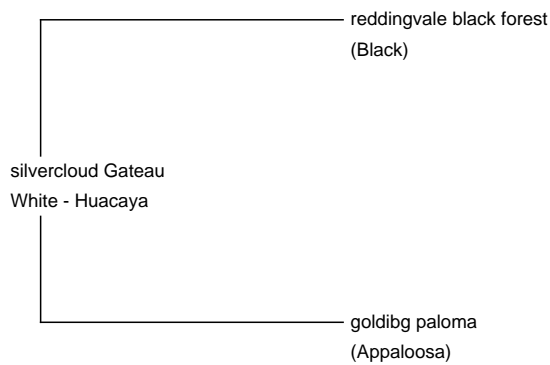 reddingvale black forest
(Black)
silvercloud Gateau
White - Huacaya
goldibg paloma
(Appaloosa)